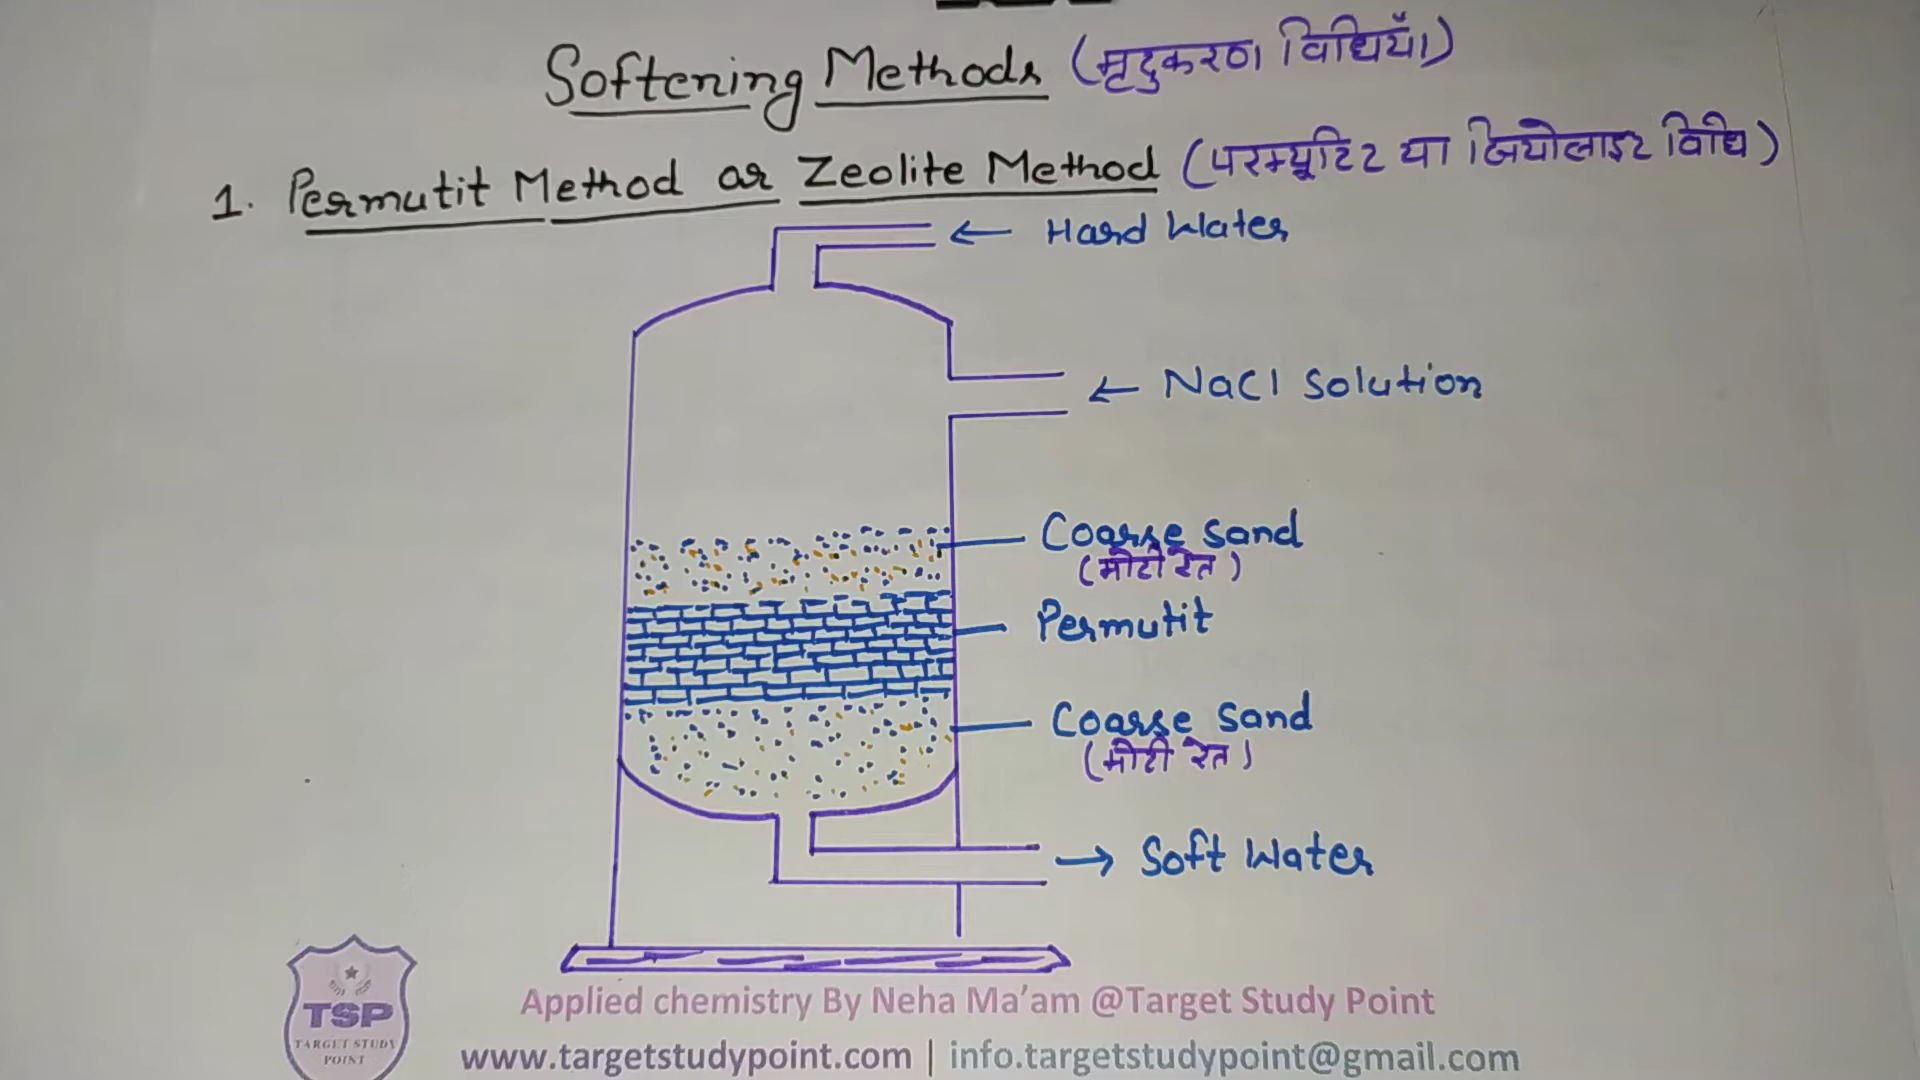 Softening Methods (मृदुकरण विधियाँ)
1. Permutit Method or Zeolite Method (परम्यूटिट या जियोलाइट विधि)
← Hard Water
← NaCl Solution
Coarse sand
(मोटी रेत)
Permutit
Coarse sand
(मोटी रेत)
→ Soft Water
TSP
TARGET STUDY
POINT
Applied chemistry By Neha Ma'am @Target Study Point
www.targetstudypoint.com | info.targetstudypoint@gmail.com